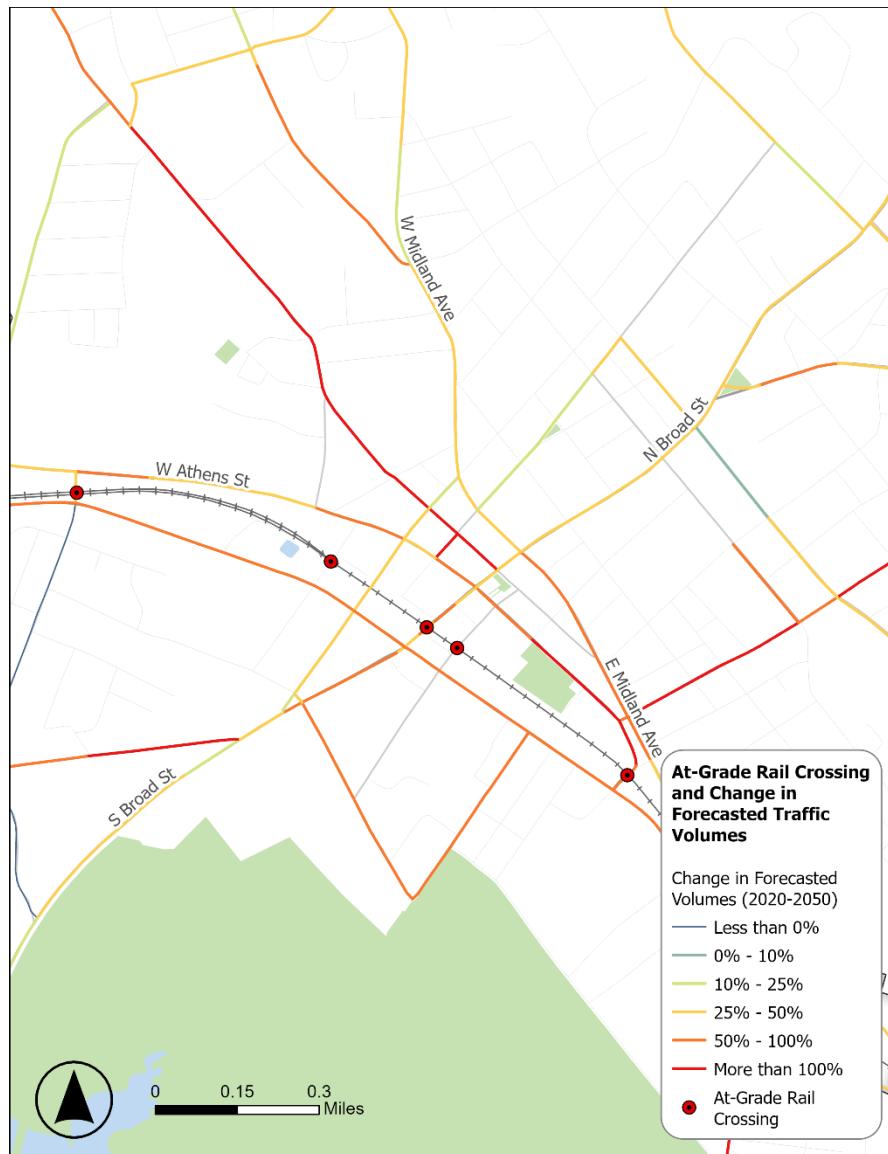 W Midland Ave
N Broad St
W Athens St
E Midland Ave
S Broad St
At-Grade Rail Crossing
and Change in
Forecasted Traffic
Volumes
Change in Forecasted
Volumes (2020-2050)
Less than 0%
0% - 10%
10% - 25%
25% - 50%
50% - 100%
More than 100%
At-Grade Rail
Crossing
0 0.15 0.3
Miles